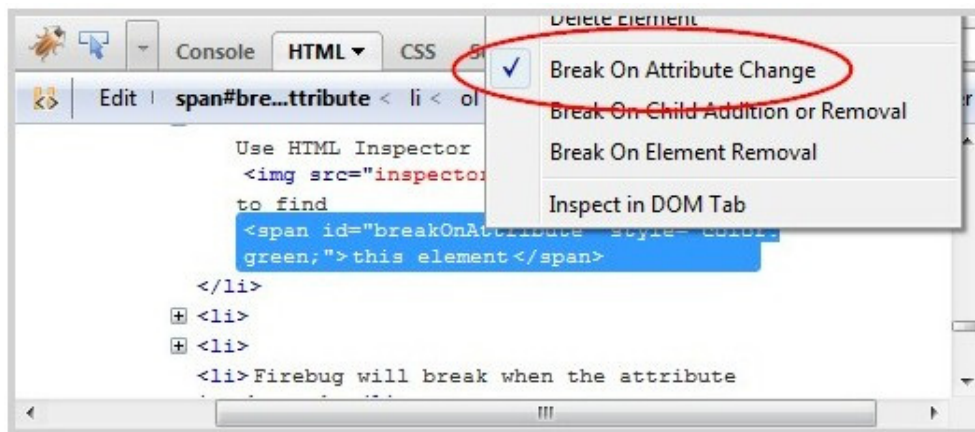 Delete Element
Console HTML CSS
Break On Attribute Change
Edit span#bre...ttribute < li < ol
Break On Child Addition or Removal
Use HTML Inspector
Break On Element Removal
<img src="inspector
to find
Inspect in DOM Tab
<span id="breakOnAttribute" style="color:
green;">this element</span>
</li>
<li>
<li>
<li>Firebug will break when the attribute